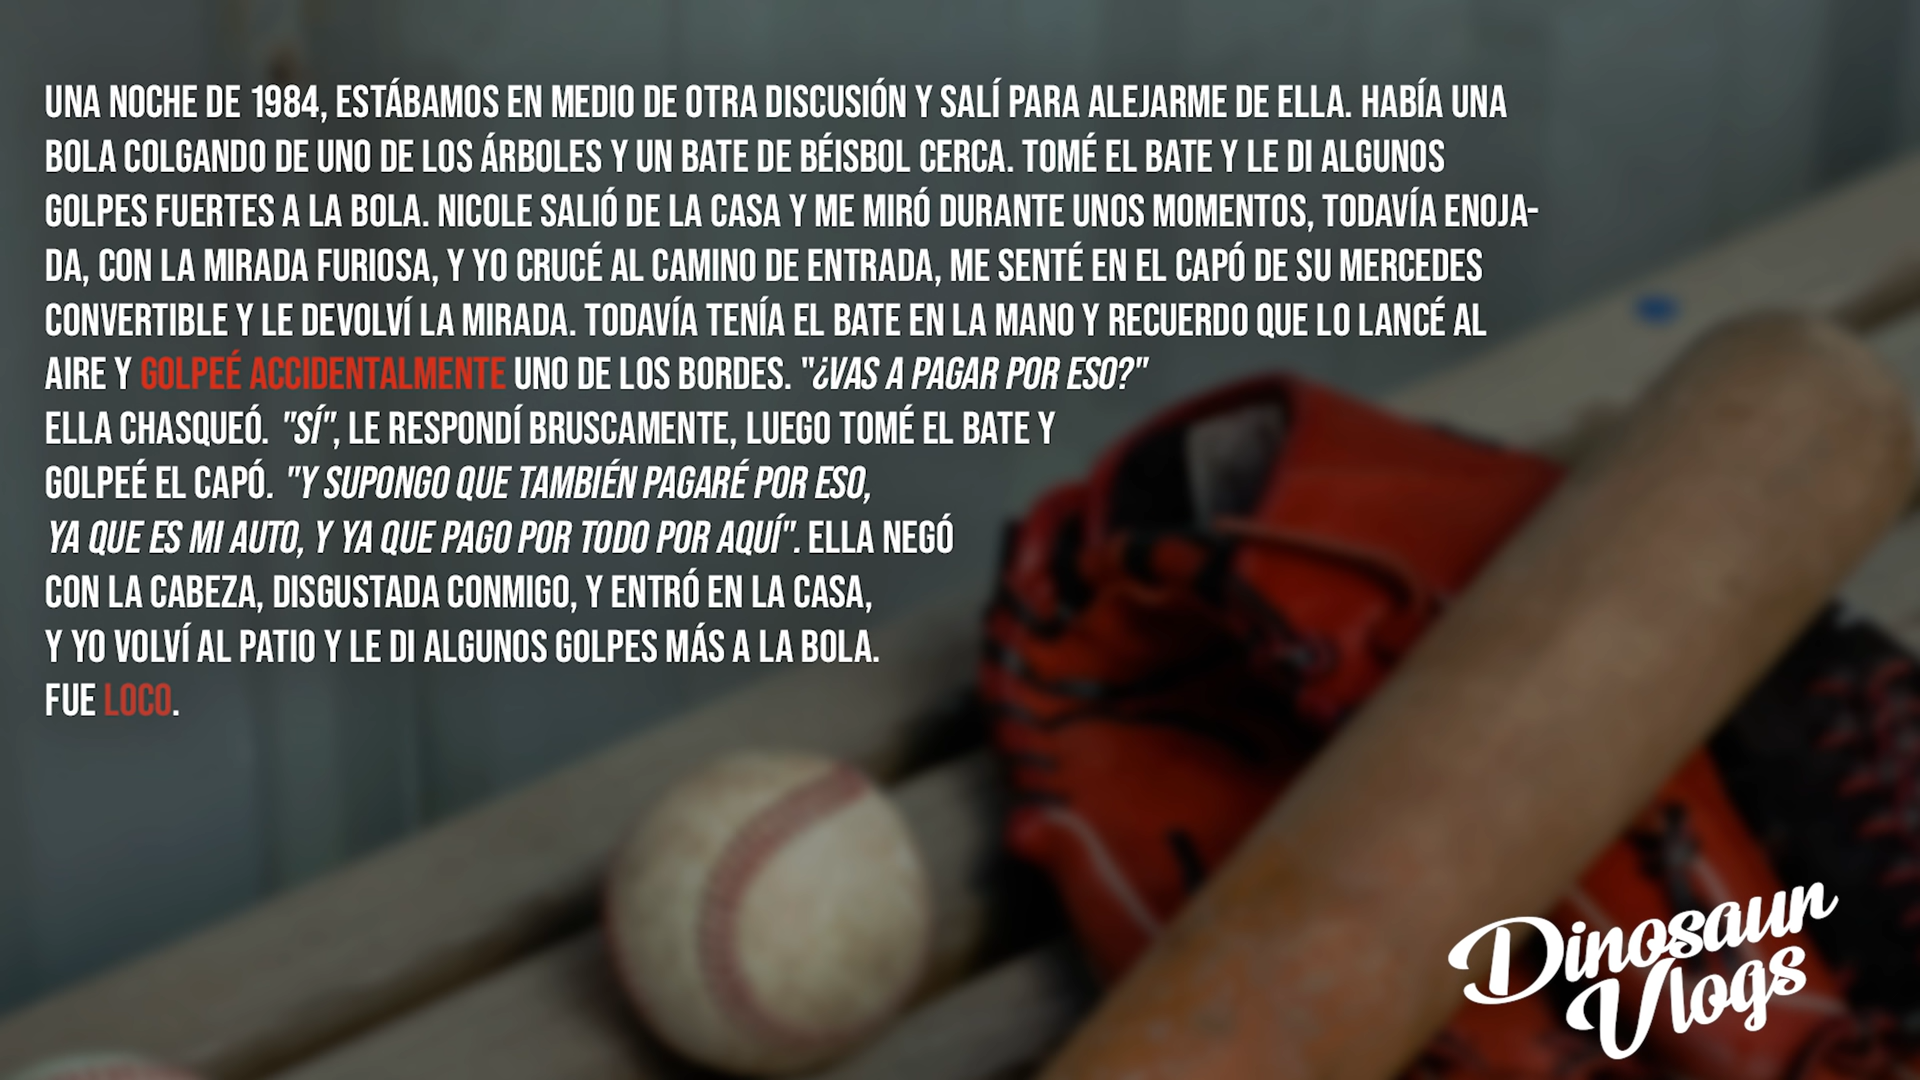 UNA NOCHE DE 1984, ESTÁBAMOS EN MEDIO DE OTRA DISCUSIÓN Y SALÍ PARA ALEJARME DE ELLA. HABÍA UNA
BOLA COLGANDO DE UNO DE LOS ÁRBOLES Y UN BATE DE BÉISBOL CERCA. TOMÉ EL BATE Y LE DI ALGUNOS
GOLPES FUERTES A LA BOLA. NICOLE SALIÓ DE LA CASA Y ME MIRÓ DURANTE UNOS MOMENTOS, TODAVÍA ENOJA-
DA, CON LA MIRADA FURIOSA, Y YO CRUCÉ AL CAMINO DE ENTRADA, ME SENTÉ EN EL CAPÓ DE SU MERCEDES
CONVERTIBLE Y LE DEVOLVÍ LA MIRADA. TODAVÍA TENÍA EL BATE EN LA MANO Y RECUERDO QUE LO LANCÉ AL
AIRE Y GOLPEÉ ACCIDENTALMENTE UNO DE LOS BORDES. "¿VAS A PAGAR POR ESO?"
ELLA CHASQUEÓ. "SÍ", LE RESPONDÍ BRUSCAMENTE, LUEGO TOMÉ EL BATE Y
GOLPEÉ EL CAPÓ. "Y SUPONGO QUE TAMBIÉN PAGARÉ POR ESO,
YA QUE ES MI AUTO, Y YA QUE PAGO POR TODO POR AQUÍ". ELLA NEGÓ
CON LA CABEZA, DISGUSTADA CONMIGO, Y ENTRÓ EN LA CASA,
Y YO VOLVÍ AL PATIO Y LE DI ALGUNOS GOLPES MÁS A LA BOLA.
FUE LOCO.
Dinosaur
Vlogs